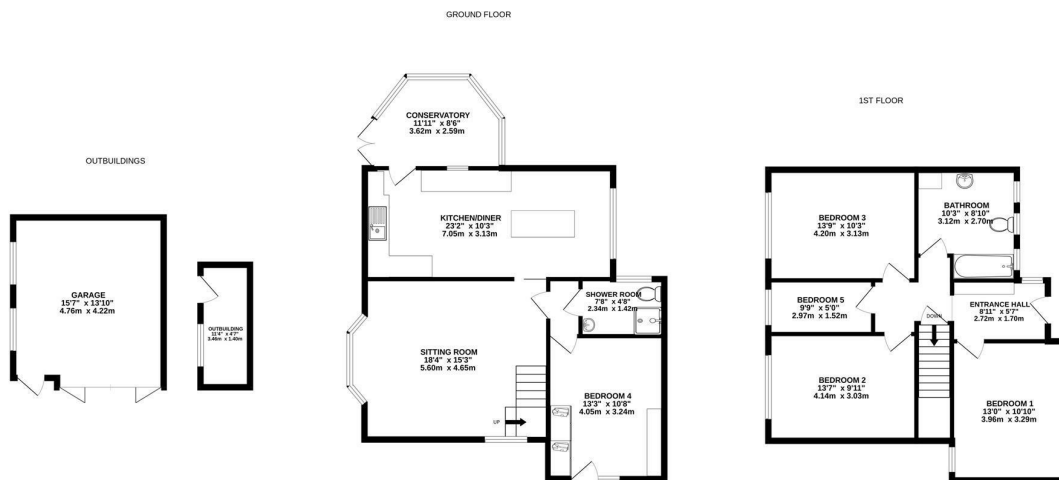 GROUND FLOOR
1ST FLOOR
OUTBUILDINGS
GARAGE
15'7" x 13'10"
4.76m x 4.22m
OUTBUILDING
11'4" x 4'7"
3.46m x 1.40m
CONSERVATORY
11'11" x 8'6"
3.62m x 2.59m
KITCHEN/DINER
23'2" x 10'3"
7.05m x 3.13m
SHOWER ROOM
7'8" x 4'8"
2.34m x 1.42m
SITTING ROOM
18'4" x 15'3"
5.60m x 4.65m
UP
BEDROOM 4
13'3" x 10'8"
4.05m x 3.24m
BEDROOM 3
13'9" x 10'3"
4.20m x 3.13m
BATHROOM
10'3" x 8'10"
3.12m x 2.70m
BEDROOM 5
9'9" x 5'0"
2.97m x 1.52m
DOWN
ENTRANCE HALL
8'11" x 5'7"
2.72m x 1.70m
BEDROOM 2
13'7" x 9'11"
4.14m x 3.03m
BEDROOM 1
13'0" x 10'10"
3.96m x 3.29m